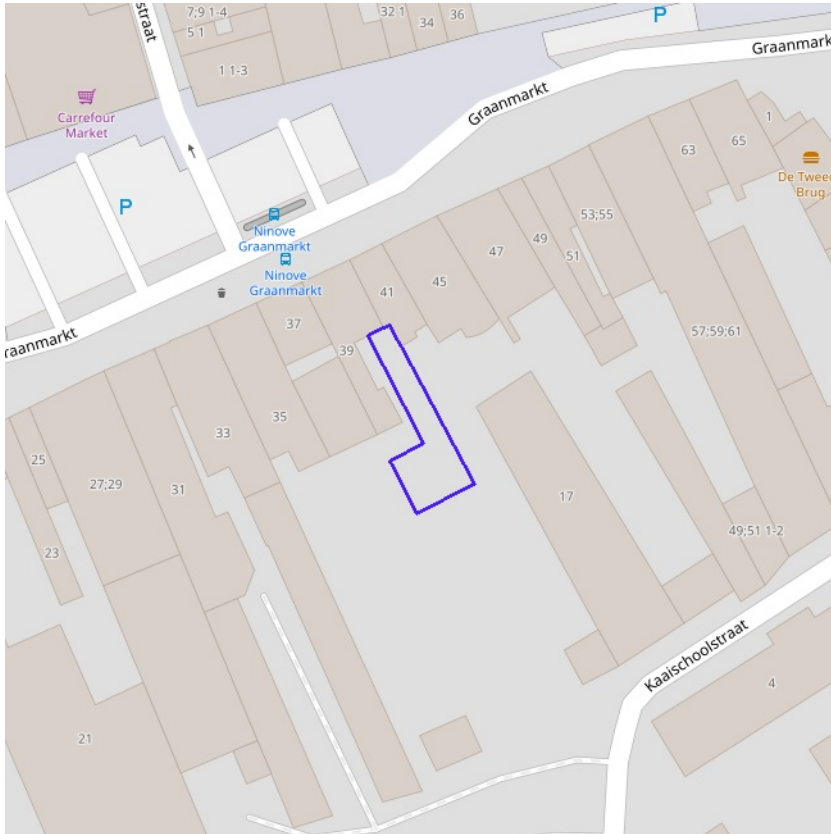 straat
7;9 1-4
5 1
32 1
34
36
P
1 1-3
Graanmarkt
Carrefour
Market
Graanmarkt
1
63
65
De Twee
Brug
P
Ninove
Graanmarkt
53;55
49
51
47
Ninove
Graanmarkt
45
41
37
39
raanmarkt
57;59;61
35
33
25
27;29
31
17
23
49;51 1-2
Kaaischoolstraat
4
21